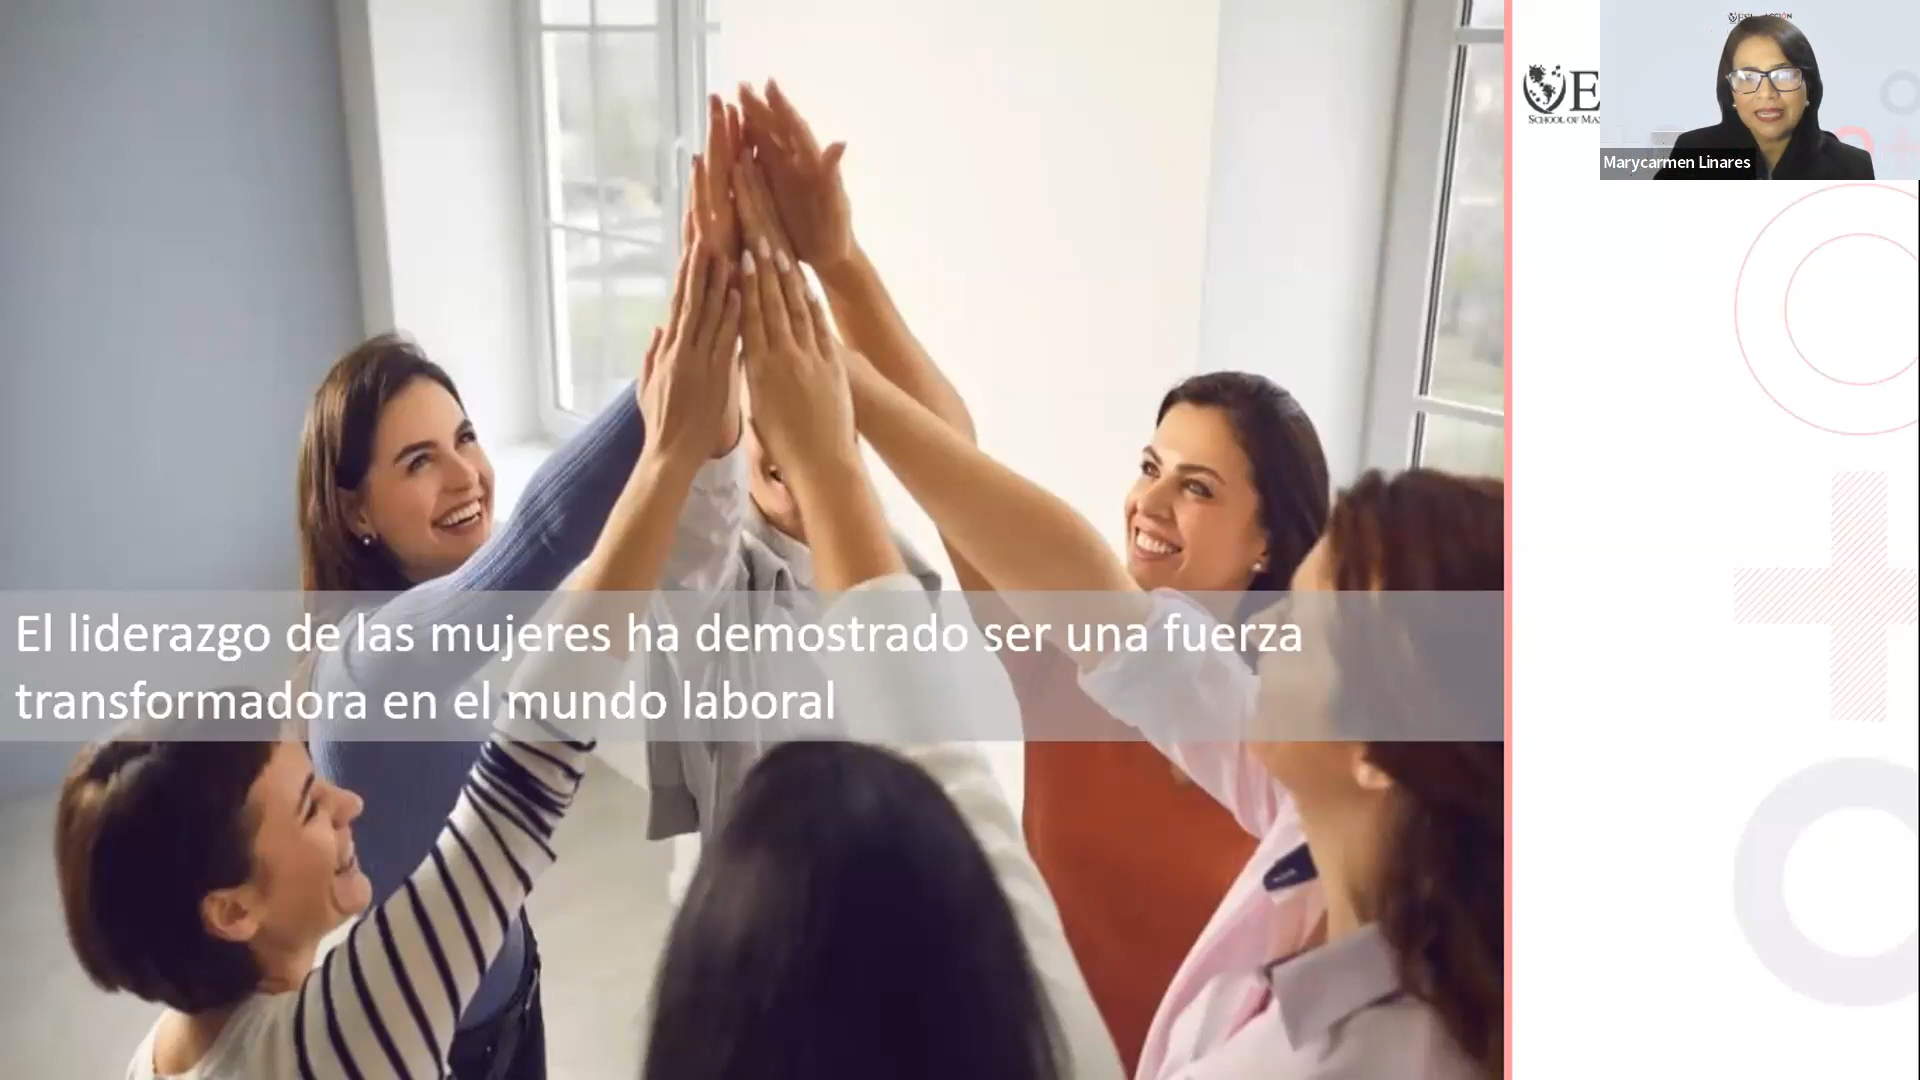 Marycarmen Linares
El liderazgo de las mujeres ha demostrado ser una fuerza
transformadora en el mundo laboral